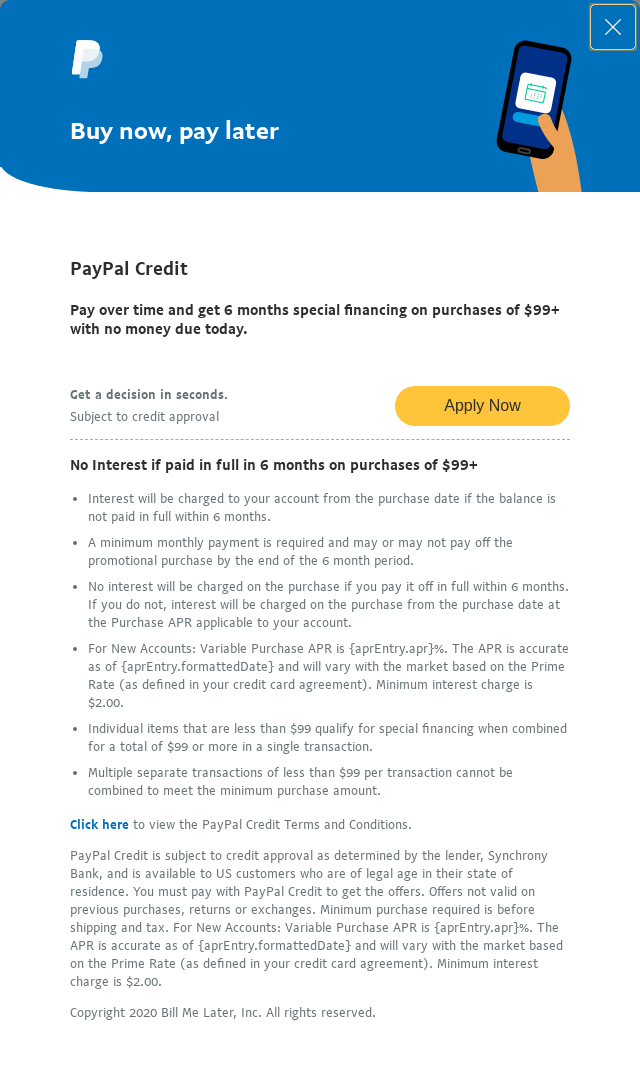 Buy now, pay later
PayPal Credit
Pay over time and get 6 months special financing on purchases of $99+
with no money due today.
Get a decision in seconds.
Subject to credit approval
Apply Now
No Interest if paid in full in 6 months on purchases of $99+
• Interest will be charged to your account from the purchase date if the balance is
not paid in full within 6 months.
• A minimum monthly payment is required and may or may not pay off the
promotional purchase by the end of the 6 month period.
• No interest will be charged on the purchase if you pay it off in full within 6 months.
If you do not, interest will be charged on the purchase from the purchase date at
the Purchase APR applicable to your account.
• For New Accounts: Variable Purchase APR is {aprEntry.apr}%. The APR is accurate
as of {aprEntry.formattedDate} and will vary with the market based on the Prime
Rate (as defined in your credit card agreement). Minimum interest charge is
$2.00.
• Individual items that are less than $99 qualify for special financing when combined
for a total of $99 or more in a single transaction.
• Multiple separate transactions of less than $99 per transaction cannot be
combined to meet the minimum purchase amount.
Click here to view the PayPal Credit Terms and Conditions.
PayPal Credit is subject to credit approval as determined by the lender, Synchrony
Bank, and is available to US customers who are of legal age in their state of
residence. You must pay with PayPal Credit to get the offers. Offers not valid on
previous purchases, returns or exchanges. Minimum purchase required is before
shipping and tax. For New Accounts: Variable Purchase APR is {aprEntry.apr}%. The
APR is accurate as of {aprEntry.formattedDate} and will vary with the market based
on the Prime Rate (as defined in your credit card agreement). Minimum interest
charge is $2.00.
Copyright 2020 Bill Me Later, Inc. All rights reserved.